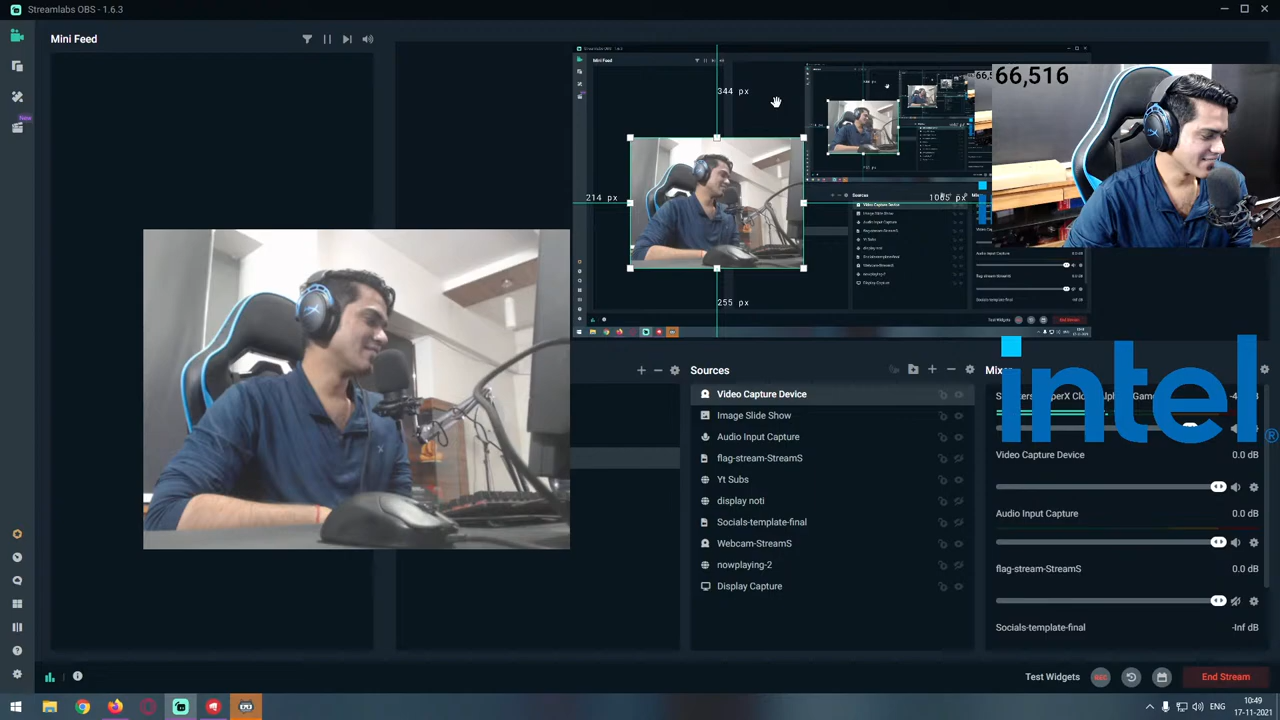 Streamlabs OBS - 1.6.3
Mini Feed
New
344 px
214 px
1065 px
255 px
66,516
intel®
Sources
Video Capture Device
Image Slide Show
Audio Input Capture
flag-stream-StreamS
Yt Subs
display noti
Socials-template-final
Webcam-StreamS
nowplaying-2
Display Capture
Video Capture Device 0.0 dB
Audio Input Capture 0.0 dB
flag-stream-StreamS 0.0 dB
Socials-template-final -Inf dB
Test Widgets
REC
End Stream
ENG
10:49
17-11-2021